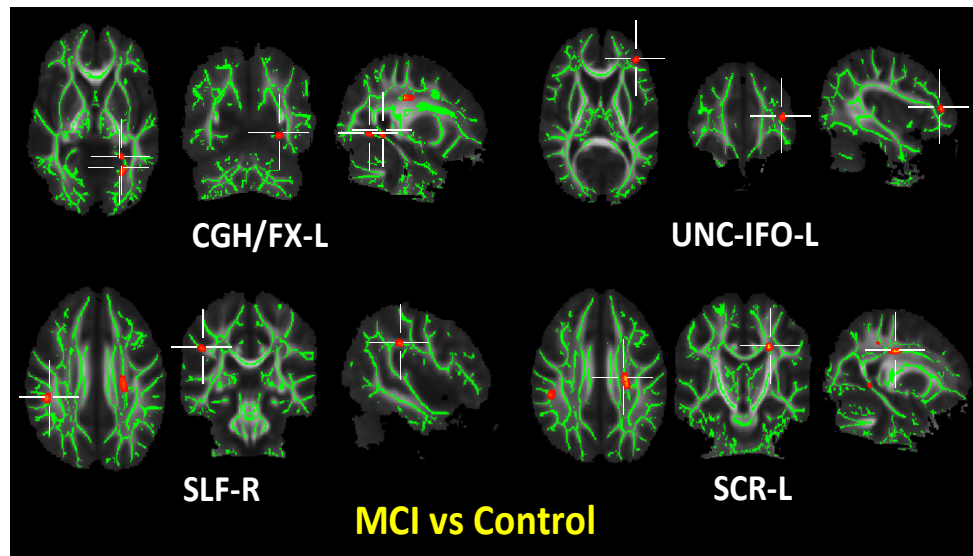 CGH/FX-L
UNC-IFO-L
SLF-R
SCR-L
MCI vs Control